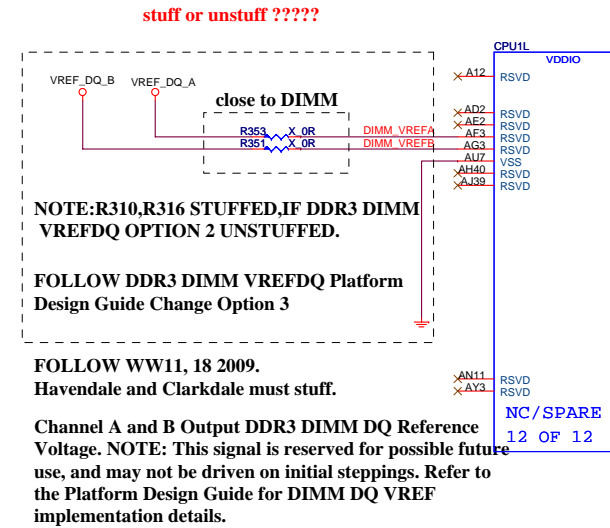 stuff or unstuff ?????
CPU1L
VDDIO
VREF_DQ_B
VREF_DQ_A
A12 RSVD
close to DIMM
AD2 RSVD
AE2 RSVD
R353 X_0R DIMM_VREFA AF3 RSVD
R351 X_0R DIMM_VREFB AG3 RSVD
AU7 VSS
AH40 RSVD
AJ39 RSVD
NOTE:R310,R316 STUFFED,IF DDR3 DIMM
VREFDQ OPTION 2 UNSTUFFED.
FOLLOW DDR3 DIMM VREFDQ Platform
Design Guide Change Option 3
FOLLOW WW11, 18 2009.
Havendale and Clarkdale must stuff.
AN11 RSVD
AY3 RSVD
NC/SPARE
12 OF 12
Channel A and B Output DDR3 DIMM DQ Reference
Voltage. NOTE: This signal is reserved for possible future
use, and may not be driven on initial steppings. Refer to
the Platform Design Guide for DIMM DQ VREF
implementation details.